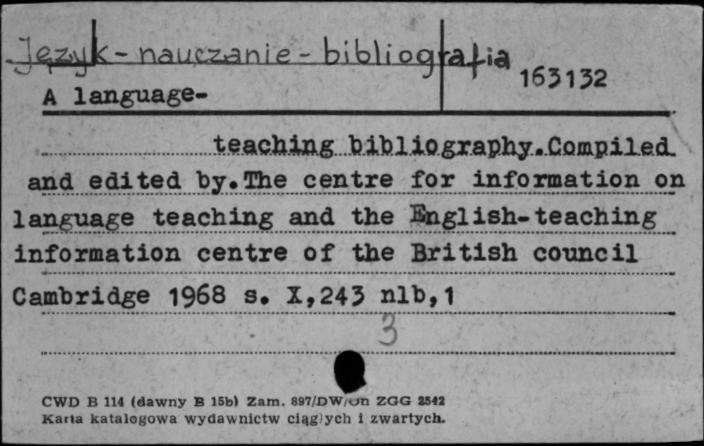 Język - nauczanie - bibliografia
163132
A language-
teaching bibliography.Compiled
and edited by.The centre for information on
language teaching and the English-teaching
information centre of the British council
Cambridge 1968 s. X,243 nlb,1
3
CWD B 114 (dawny B 15b) Zam. 897/DW/Un ZGG 2542
Karta katalogowa wydawnictw ciągłych i zwartych.